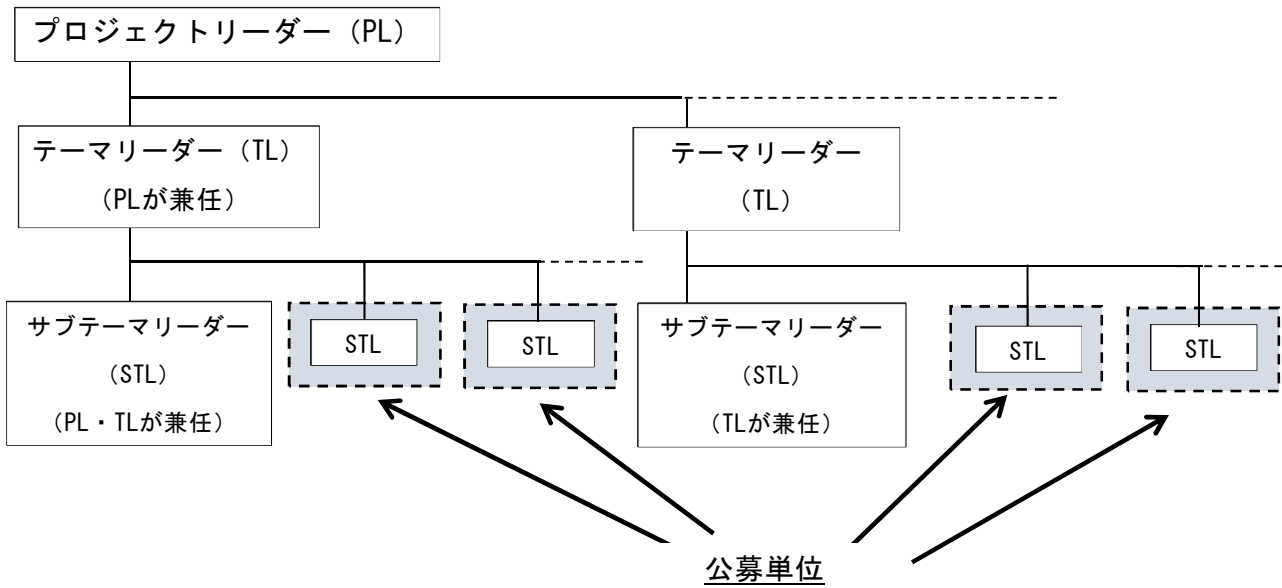 プロジェクトリーダー（PL）
テーマリーダー（TL）
（PLが兼任）
テーマリーダー
（TL）
サブテーマリーダー
（STL）
（PL・TLが兼任）
STL
STL
サブテーマリーダー
（STL）
（TLが兼任）
STL
STL
公募単位